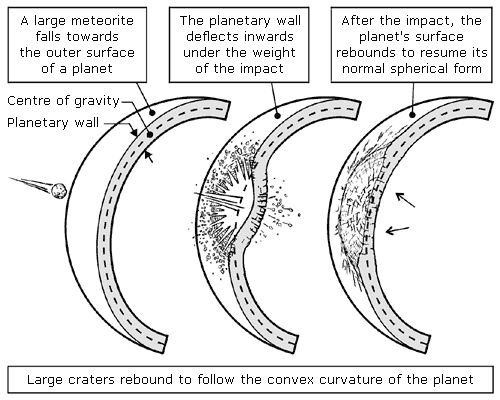 A large meteorite
falls towards
the outer surface
of a planet
The planetary wall
deflects inwards
under the weight
of the impact
After the impact, the
planet's surface
rebounds to resume its
normal spherical form
Centre of gravity
Planetary wall
Large craters rebound to follow the convex curvature of the planet